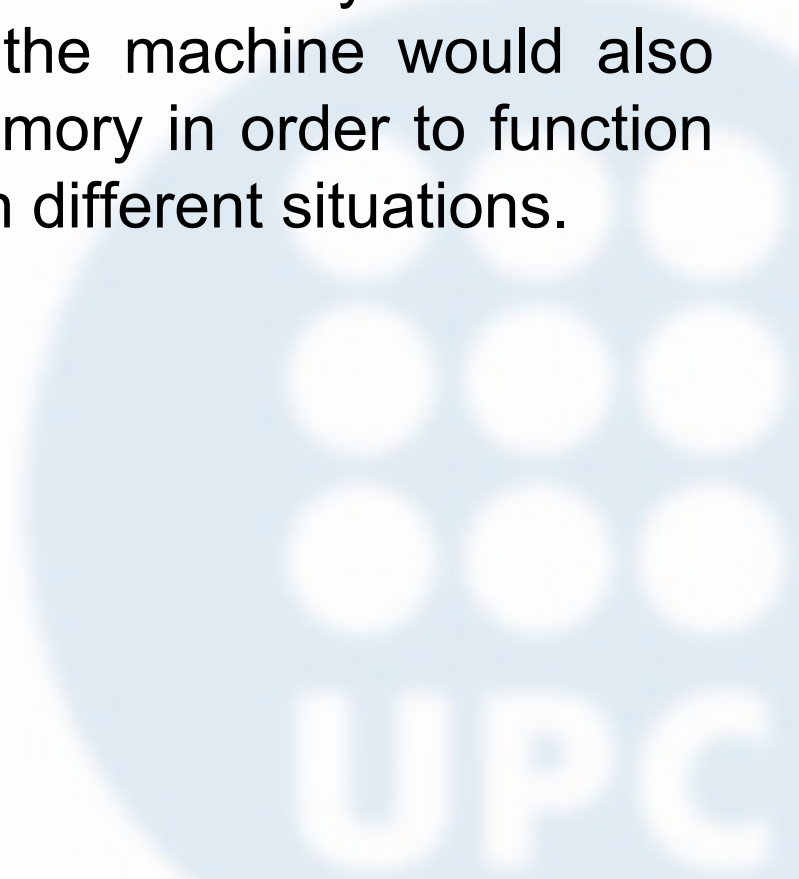 the machine would also
mory in order to function
different situations.
UPC